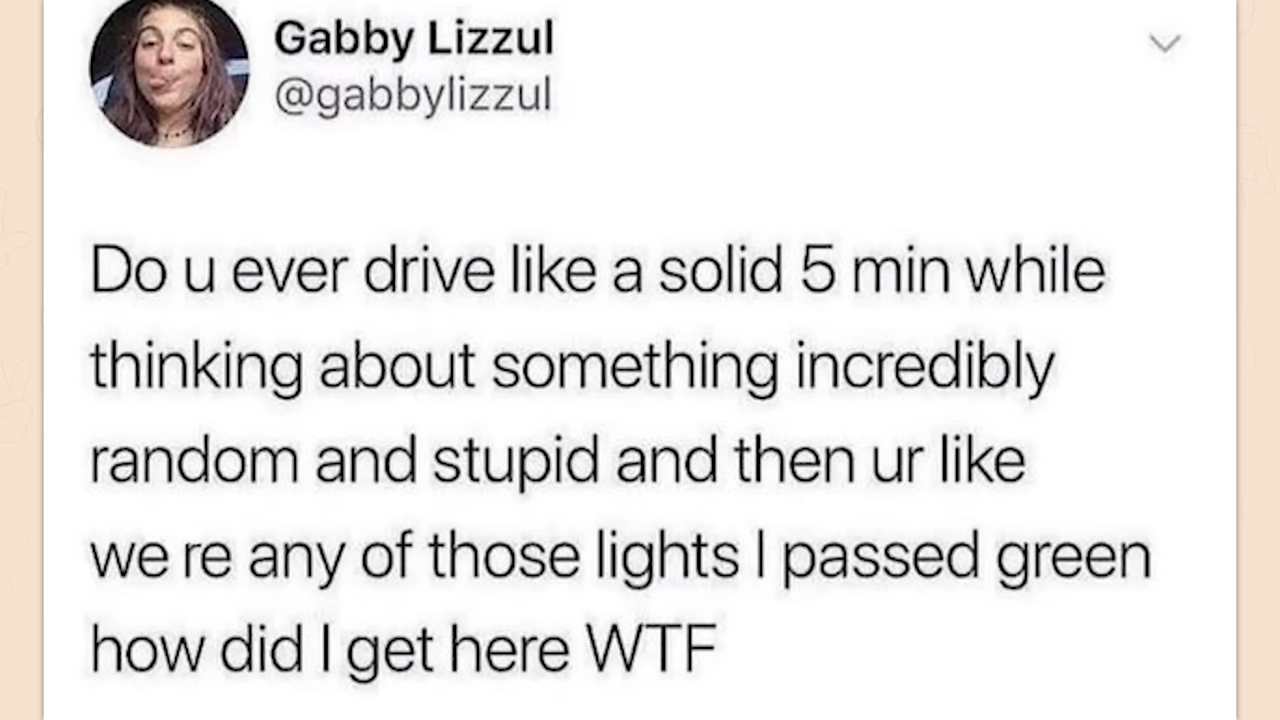 Gabby Lizzul
@gabbylizzul
Do u ever drive like a solid 5 min while
thinking about something incredibly
random and stupid and then ur like
we re any of those lights I passed green
how did I get here WTF